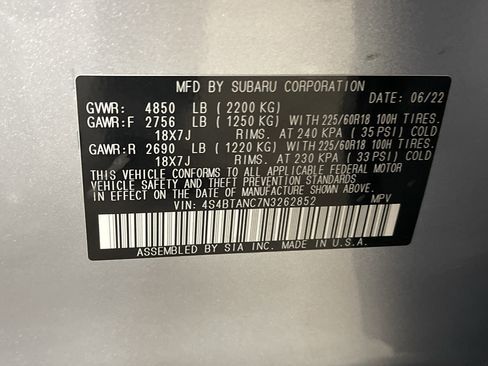 MFD. BY SUBARU CORPORATION
DATE: 06/22
GVWR: 4850 LB (2200 KG)
GAWR:F 2756 LB (1250 KG) WITH 225/60R18 100H TIRES.
18X7J RIMS. AT 240 KPA ( 35 PSI) COLD
GAWR:R 2690 LB (1220 KG) WITH 225/60R18 100H TIRES.
18X7J RIMS. AT 230 KPA ( 33 PSI) COLD
THIS VEHICLE CONFORMS TO ALL APPLICABLE FEDERAL MOTOR
VEHICLE SAFETY AND THEFT PREVENTION STANDARDS
IN EFFECT ON THE DATE OF MANUFACTURE SHOWN ABOVE.
VIN: 4S4BTANC7N3262852 MPV
ASSEMBLED BY SIA INC. MADE IN U.S.A.